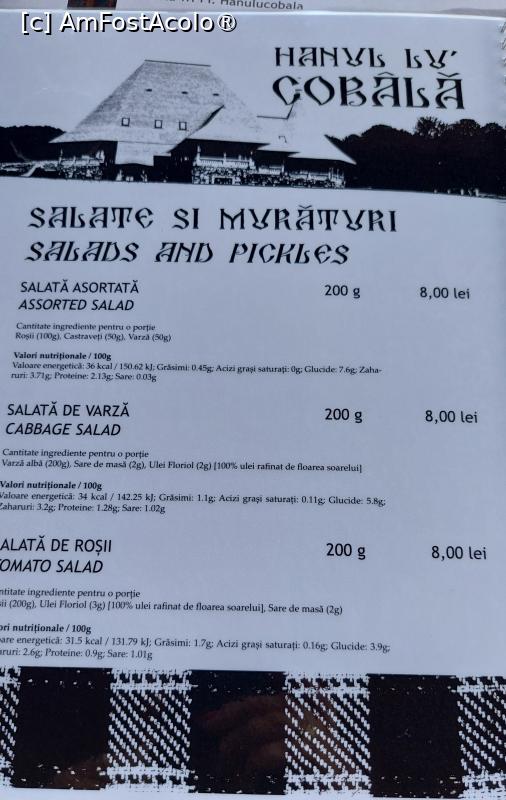 [c] AmFostAcolo®
Hanulucobala
HANUL LU'
COBÂLĂ
SALATE SI MURĂTURI
SALADS AND PICKLES
SALATĂ ASORTATĂ 200 g 8,00 lei
ASSORTED SALAD
Cantitate ingrediente pentru o porție
Roșii (100g), Castraveți (50g), Varză (50g)
Valori nutriționale / 100g
Valoare energetică: 36 kcal / 150.62 kJ; Grăsimi: 0.45g; Acizi grași saturați: 0g; Glucide: 7.6g; Zaha-
ruri: 3.71g; Proteine: 2.13g; Sare: 0.03g
SALATĂ DE VARZĂ 200 g 8,00 lei
CABBAGE SALAD
Cantitate ingrediente pentru o porție
Varză albă (200g), Sare de masă (2g), Ulei Floriol (2g) [100% ulei rafinat de floarea soarelui]
Valori nutriționale / 100g
Valoare energetică: 34 kcal / 142.25 kJ; Grăsimi: 1.1g; Acizi grași saturați: 0.11g; Glucide: 5.8g;
Zaharuri: 3.2g; Proteine: 1.28g; Sare: 1.02g
ALATĂ DE ROȘII 200 g 8,00 lei
OMATO SALAD
ntitate ingrediente pentru o porție
sii (200g), Ulei Floriol (3g) [100% ulei rafinat de floarea soarelui], Sare de masă (2g)
ori nutriționale / 100g
oare energetică: 31.5 kcal / 131.79 kJ; Grăsimi: 1.7g; Acizi grași saturați: 0.16g; Glucide: 3.9g;
aruri: 2.6g; Proteine: 0.9g; Sare: 1.01g